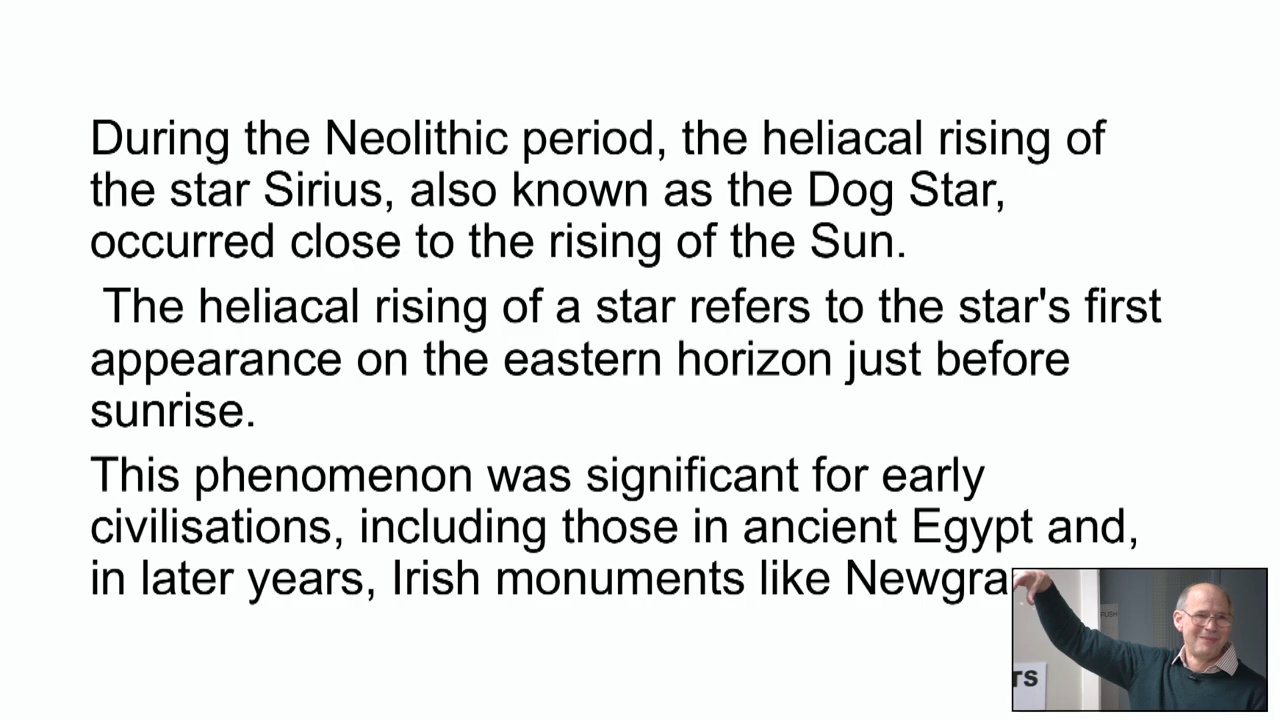 During the Neolithic period, the heliacal rising of
the star Sirius, also known as the Dog Star,
occurred close to the rising of the Sun.
The heliacal rising of a star refers to the star's first
appearance on the eastern horizon just before
sunrise.
This phenomenon was significant for early
civilisations, including those in ancient Egypt and,
in later years, Irish monuments like Newgra
PUSH
TS